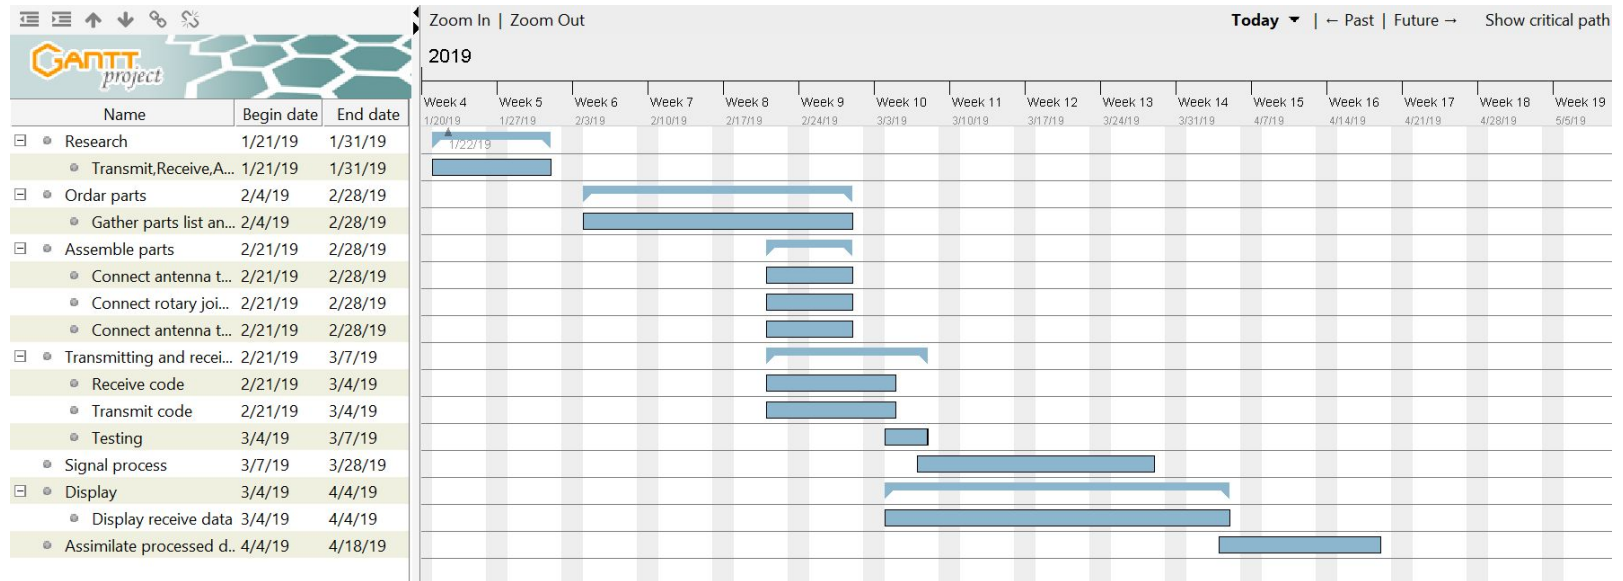 Zoom In | Zoom Out Today ▾ | ← Past | Future → Show critical path
2019
GANTT project
Name Begin date End date
Week 4 Week 5 Week 6 Week 7 Week 8 Week 9 Week 10 Week 11 Week 12 Week 13 Week 14 Week 15 Week 16 Week 17 Week 18 Week 19
1/20/19 1/27/19 2/3/19 2/10/19 2/17/19 2/24/19 3/3/19 3/10/19 3/17/19 3/24/19 3/31/19 4/7/19 4/14/19 4/21/19 4/28/19 5/5/19
Research 1/21/19 1/31/19 1/22/19
Transmit,Receive,A... 1/21/19 1/31/19
Ordar parts 2/4/19 2/28/19
Gather parts list an... 2/4/19 2/28/19
Assemble parts 2/21/19 2/28/19
Connect antenna t... 2/21/19 2/28/19
Connect rotary joi... 2/21/19 2/28/19
Connect antenna t... 2/21/19 2/28/19
Transmitting and recei... 2/21/19 3/7/19
Receive code 2/21/19 3/4/19
Transmit code 2/21/19 3/4/19
Testing 3/4/19 3/7/19
Signal process 3/7/19 3/28/19
Display 3/4/19 4/4/19
Display receive data 3/4/19 4/4/19
Assimilate processed d.. 4/4/19 4/18/19